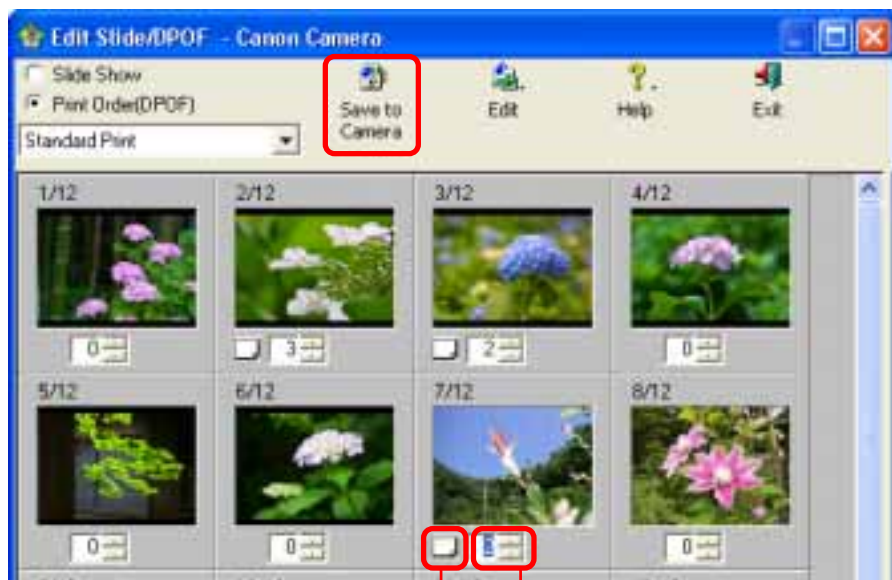 Edit Slide/DPOF - Canon Camera
Slide Show
Print Order(DPOF)
Standard Print
Save to
Camera
Edit
Help
Exit
1/12
2/12
3/12
4/12
0
3
2
0
5/12
6/12
7/12
8/12
0
0
0